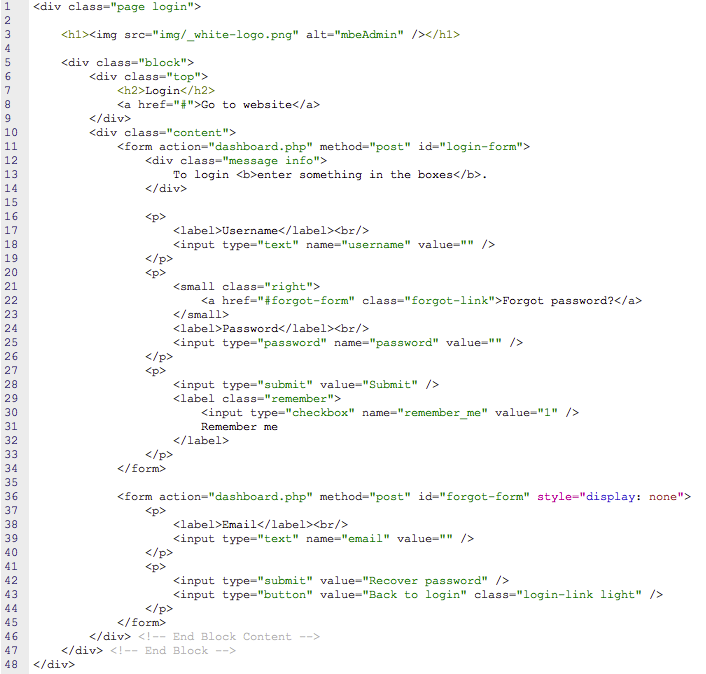 1 <div class="page login">
2
3     <h1><img src="img/_white-logo.png" alt="mbeAdmin" /></h1>
4
5     <div class="block">
6         <div class="top">
7             <h2>Login</h2>
8             <a href="#">Go to website</a>
9         </div>
10         <div class="content">
11             <form action="dashboard.php" method="post" id="login-form">
12                 <div class="message info">
13                     To login <b>enter something in the boxes</b>.
14                 </div>
15
16                 <p>
17                     <label>Username</label><br/>
18                     <input type="text" name="username" value="" />
19                 </p>
20                 <p>
21                     <small class="right">
22                         <a href="#forgot-form" class="forgot-link">Forgot password?</a>
23                     </small>
24                     <label>Password</label><br/>
25                     <input type="password" name="password" value="" />
26                 </p>
27                 <p>
28                     <input type="submit" value="Submit" />
29                     <label class="remember">
30                         <input type="checkbox" name="remember_me" value="1" />
31                         Remember me
32                     </label>
33                 </p>
34             </form>
35
36             <form action="dashboard.php" method="post" id="forgot-form" style="display: none">
37                 <p>
38                     <label>Email</label><br/>
39                     <input type="text" name="email" value="" />
40                 </p>
41                 <p>
42                     <input type="submit" value="Recover password" />
43                     <input type="button" value="Back to login" class="login-link light" />
44                 </p>
45             </form>
46         </div> <!-- End Block Content -->
47     </div> <!-- End Block -->
48 </div>